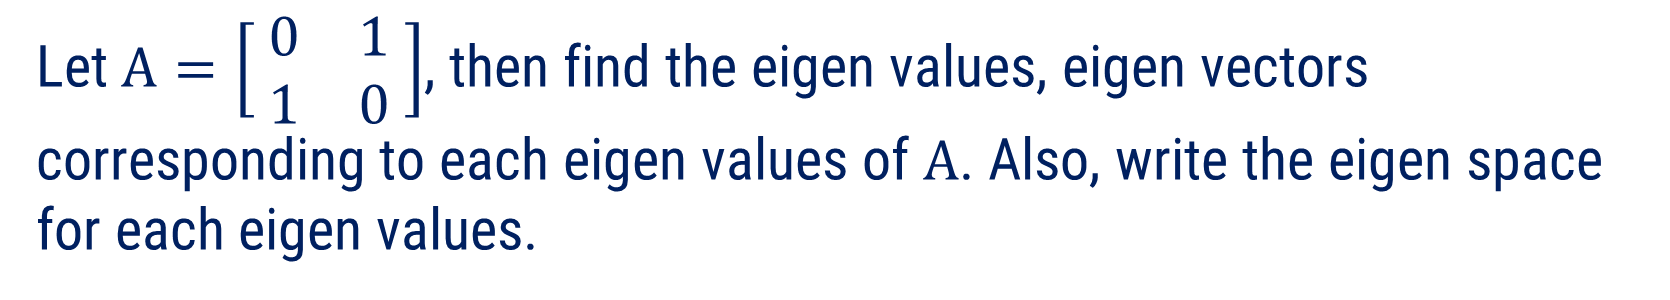 Let A = [0 1
1 0], then find the eigen values, eigen vectors
corresponding to each eigen values of A. Also, write the eigen space
for each eigen values.